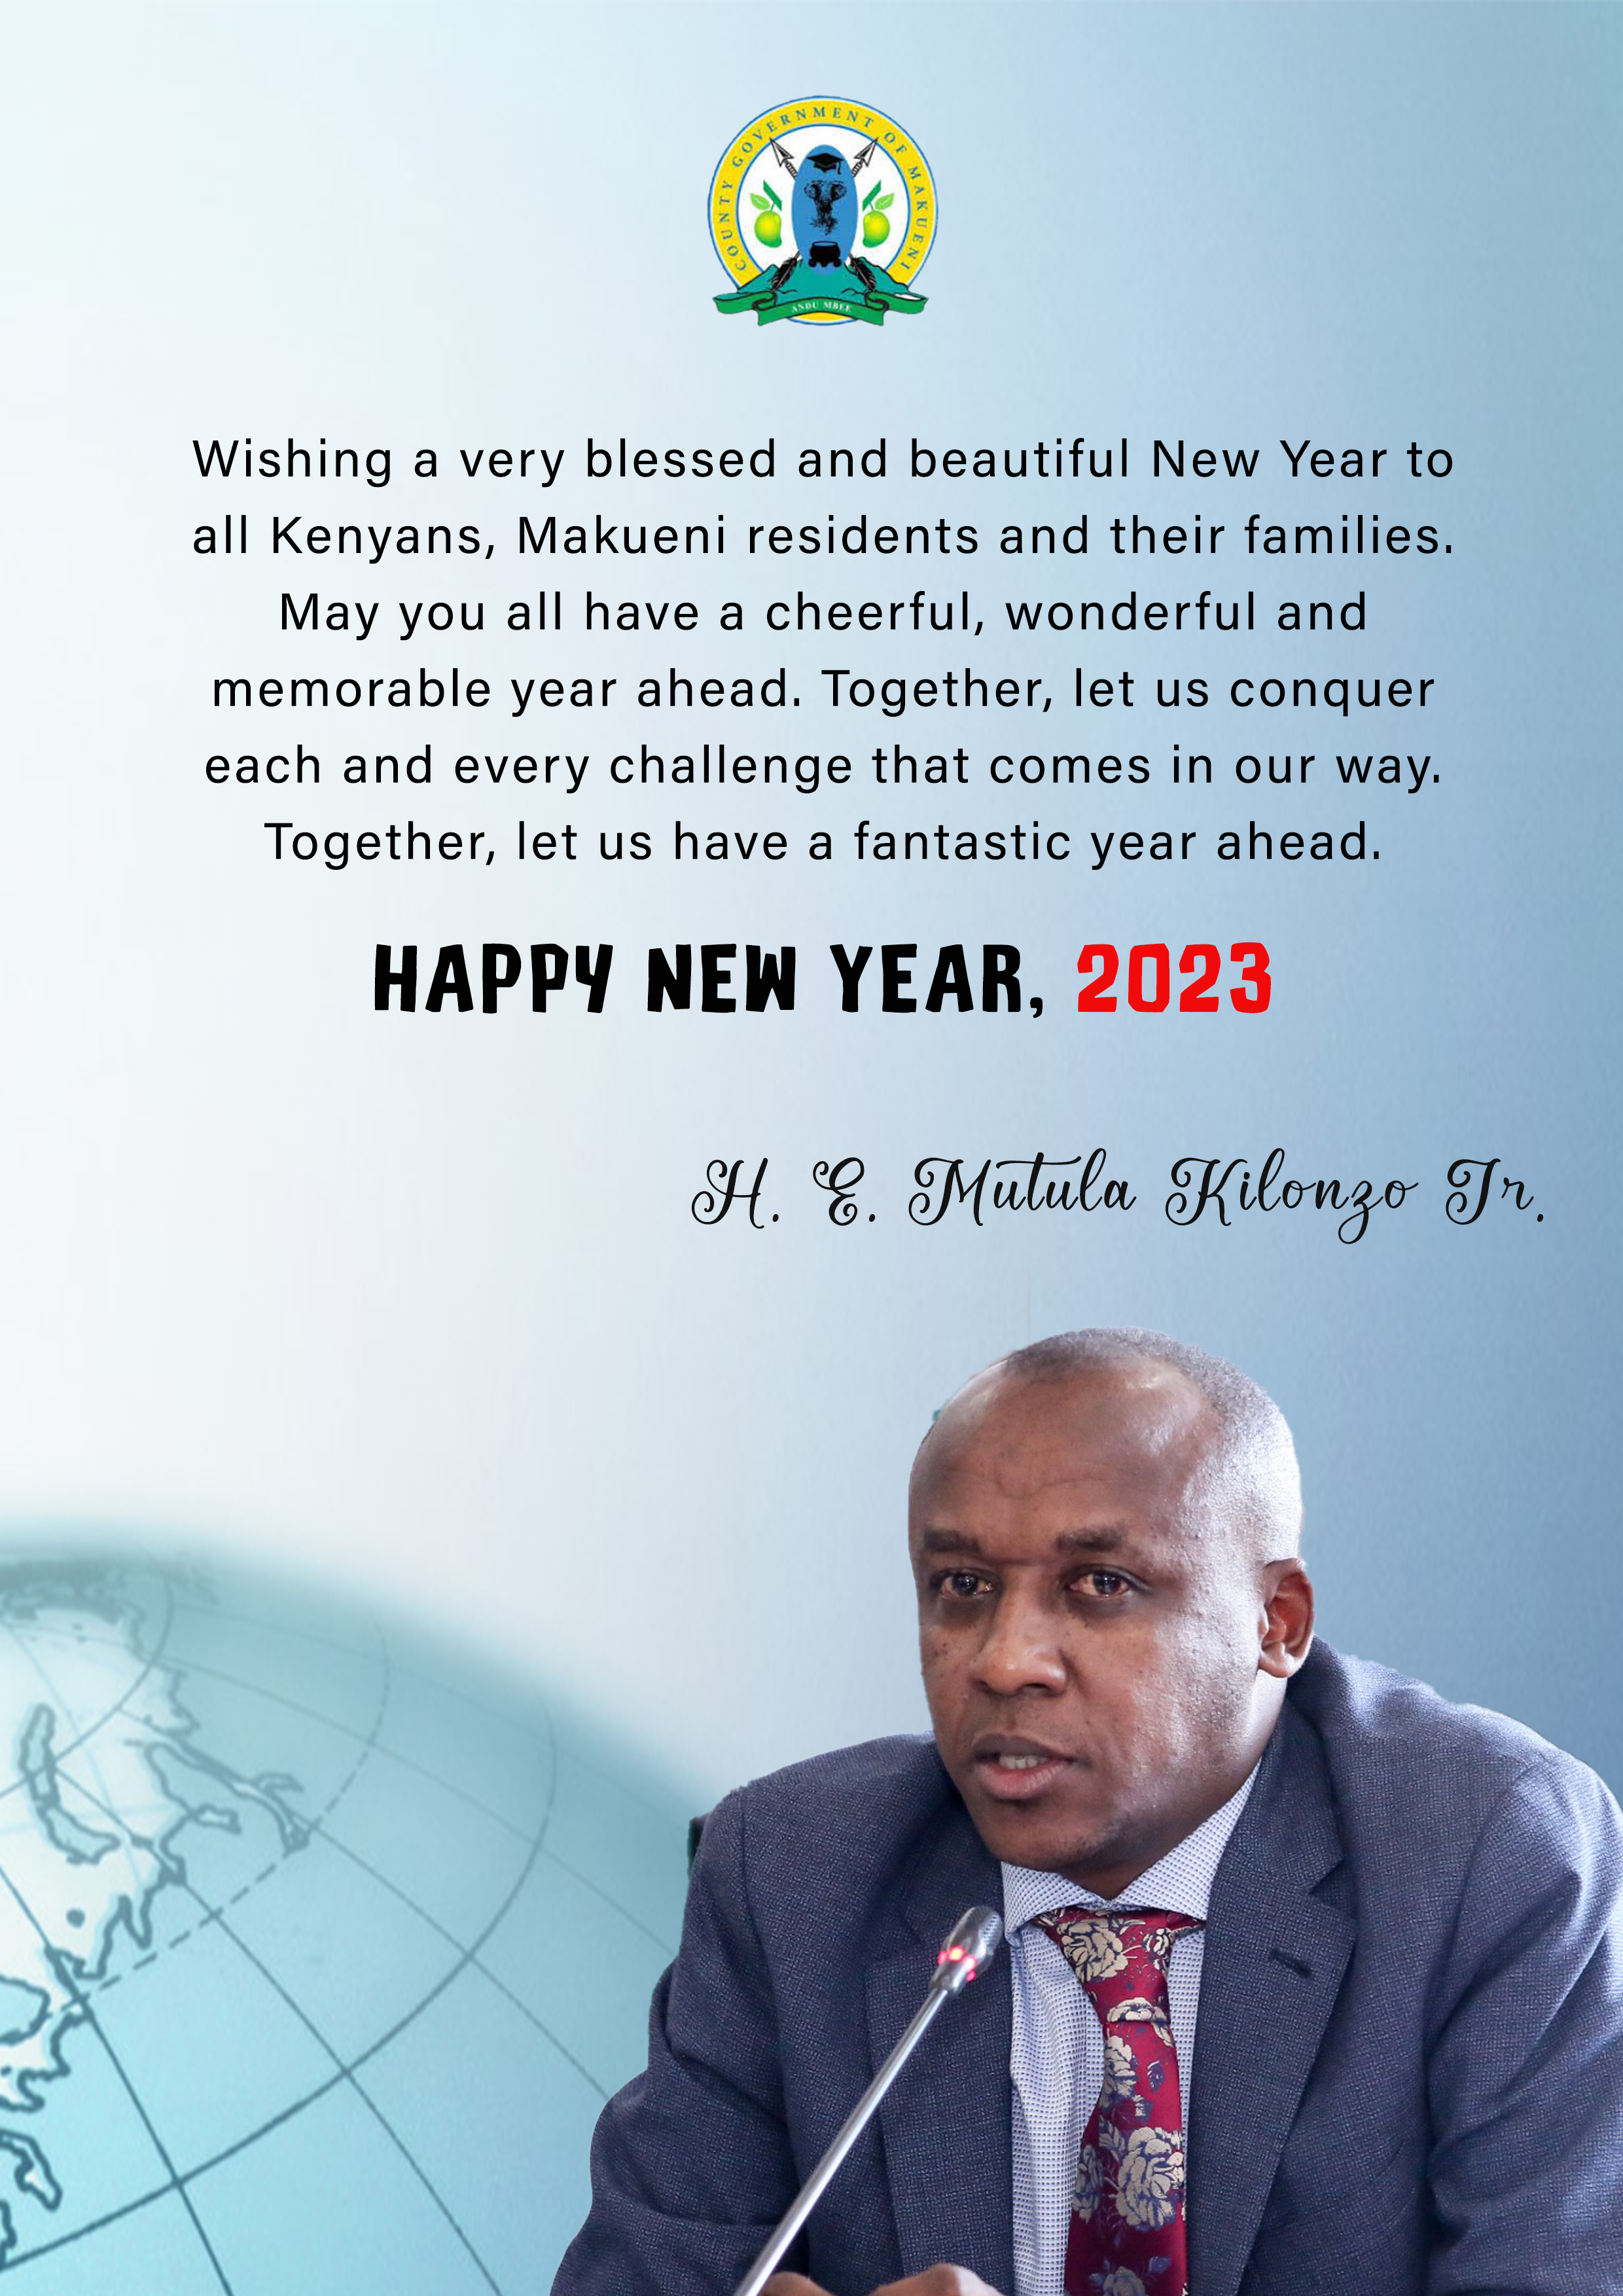 COUNTY GOVERNMENT OF MAKUENI
ANDU MBEE
Wishing a very blessed and beautiful New Year to
all Kenyans, Makueni residents and their families.
May you all have a cheerful, wonderful and
memorable year ahead. Together, let us conquer
each and every challenge that comes in our way.
Together, let us have a fantastic year ahead.
HAPPY NEW YEAR, 2023
H. E. Mutula Kilonzo Jr.